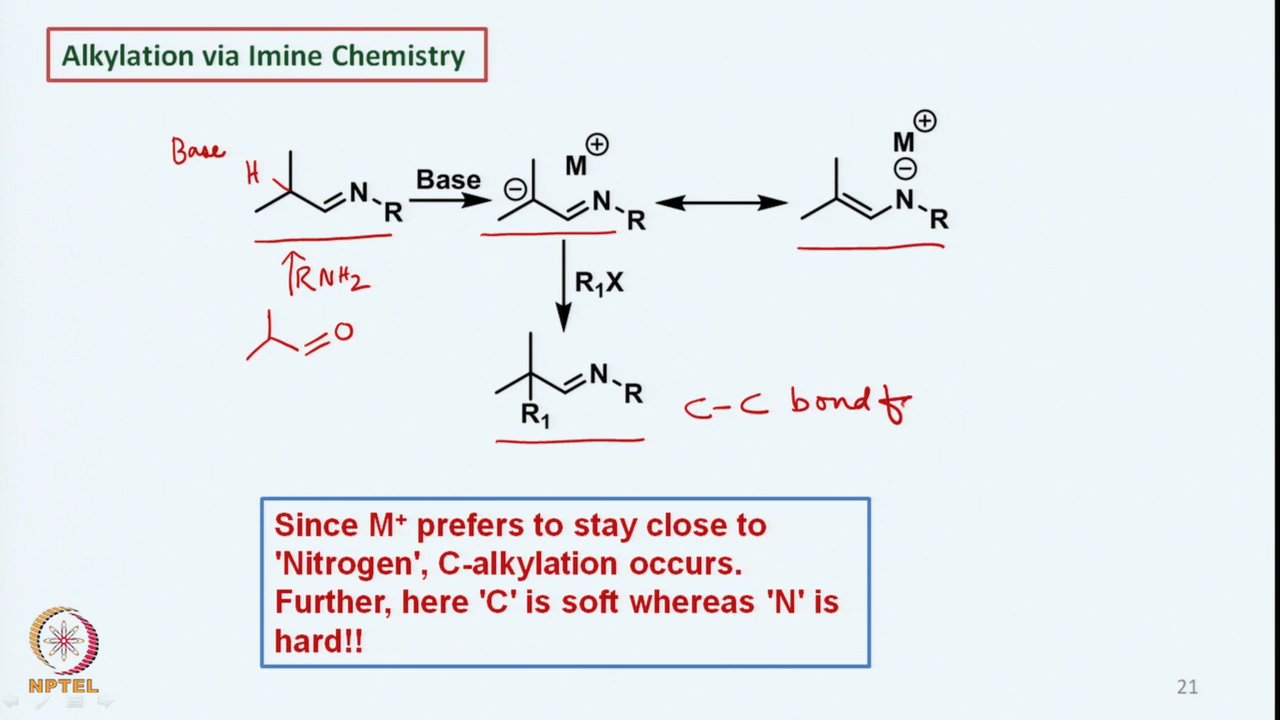 Alkylation via Imine Chemistry
Base
H
N
R
Base
⊖
M⊕
N
R
M⊕
⊖
N
R
RNH2
O
R1X
N
R
R1
C-C bond f
Since M+ prefers to stay close to
'Nitrogen', C-alkylation occurs.
Further, here 'C' is soft whereas 'N' is
hard!!
NPTEL
21